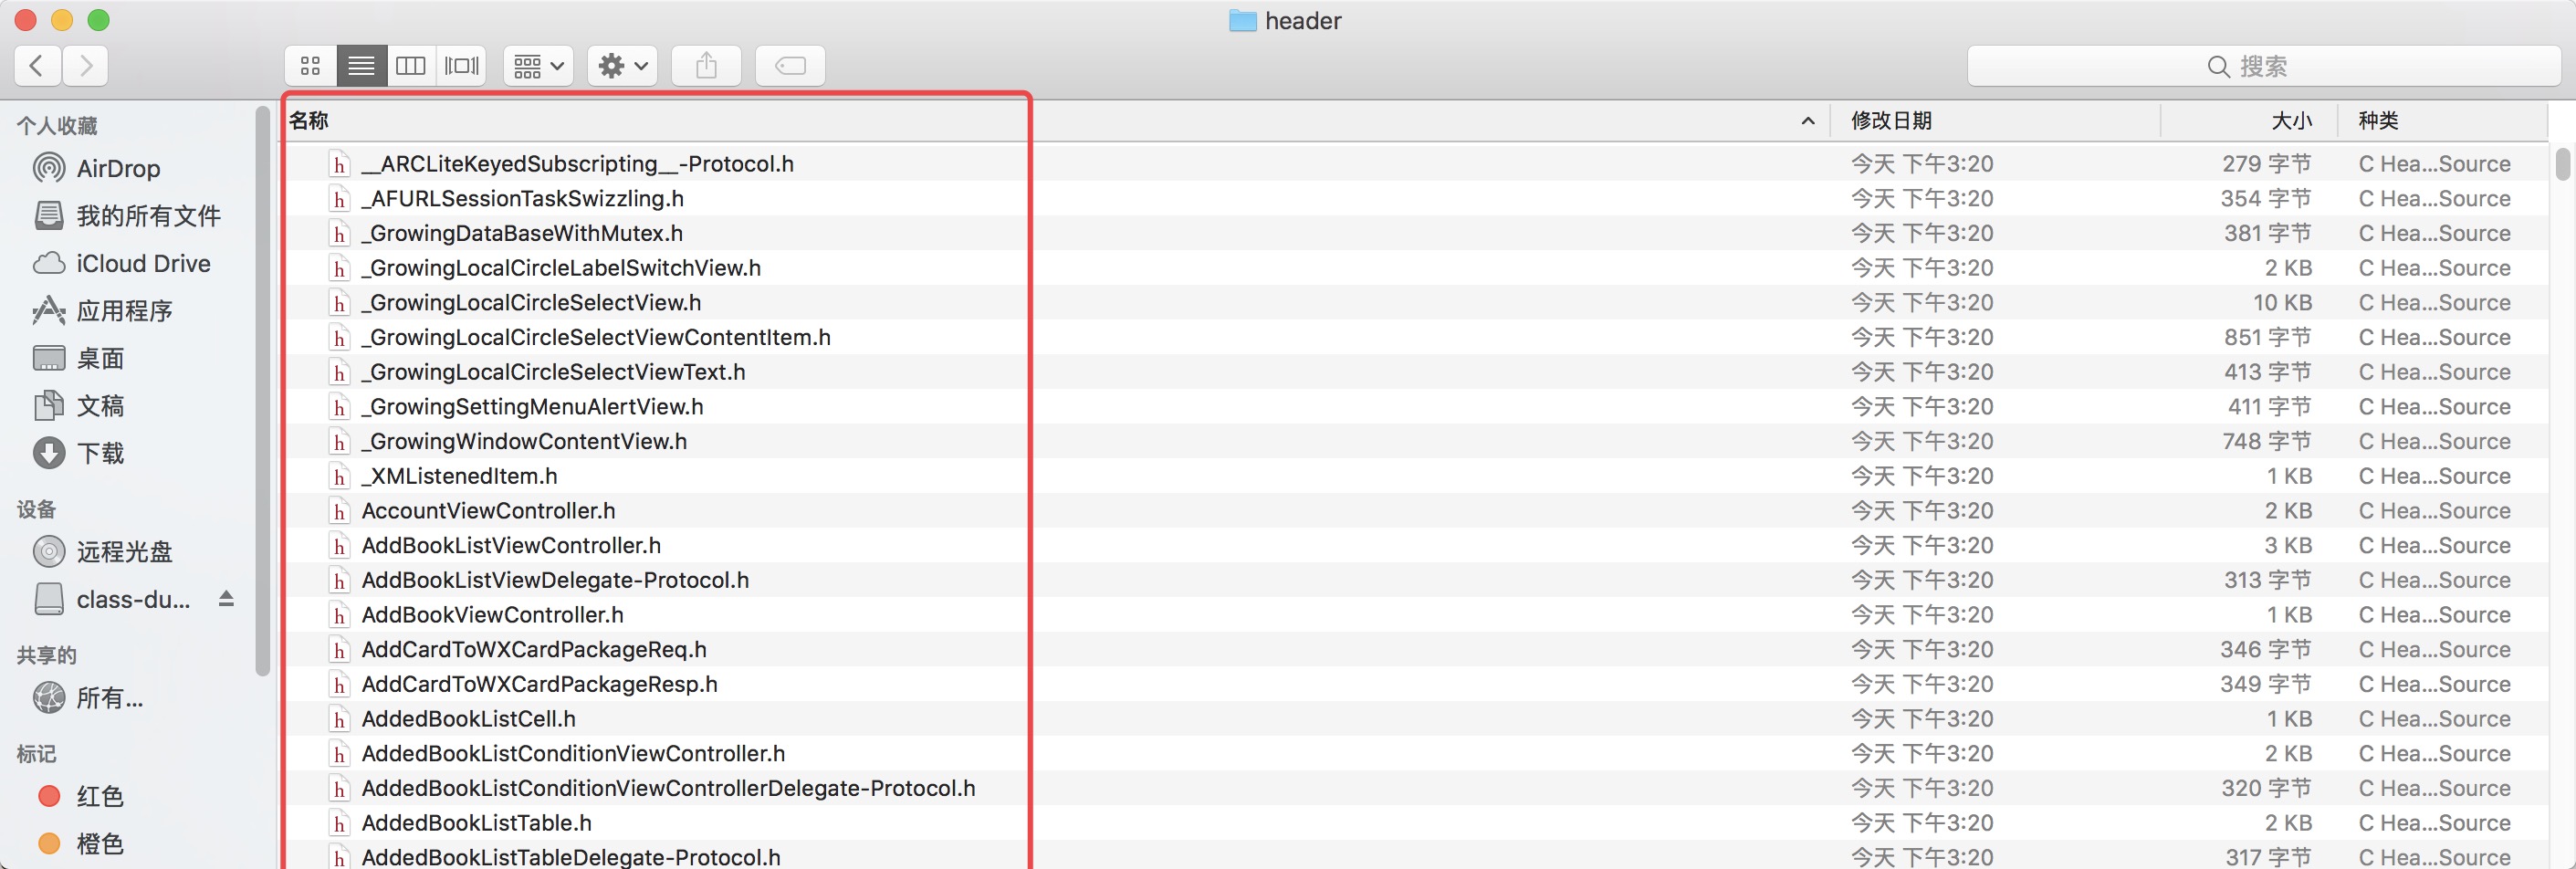 header
搜索
个人收藏
AirDrop
我的所有文件
iCloud Drive
应用程序
桌面
文稿
下载
设备
远程光盘
class-du...
共享的
所有...
标记
红色
橙色
名称 修改日期 大小 种类
__ARCLiteKeyedSubscripting__-Protocol.h 今天 下午3:20 279 字节 C Hea...Source
_AFURLSessionTaskSwizzling.h 今天 下午3:20 354 字节 C Hea...Source
_GrowingDataBaseWithMutex.h 今天 下午3:20 381 字节 C Hea...Source
_GrowingLocalCircleLabelSwitchView.h 今天 下午3:20 2 KB C Hea...Source
_GrowingLocalCircleSelectView.h 今天 下午3:20 10 KB C Hea...Source
_GrowingLocalCircleSelectViewContentItem.h 今天 下午3:20 851 字节 C Hea...Source
_GrowingLocalCircleSelectViewText.h 今天 下午3:20 413 字节 C Hea...Source
_GrowingSettingMenuAlertView.h 今天 下午3:20 411 字节 C Hea...Source
_GrowingWindowContentView.h 今天 下午3:20 748 字节 C Hea...Source
_XMListenedItem.h 今天 下午3:20 1 KB C Hea...Source
AccountViewController.h 今天 下午3:20 2 KB C Hea...Source
AddBookListViewController.h 今天 下午3:20 3 KB C Hea...Source
AddBookListViewDelegate-Protocol.h 今天 下午3:20 313 字节 C Hea...Source
AddBookViewController.h 今天 下午3:20 1 KB C Hea...Source
AddCardToWXCardPackageReq.h 今天 下午3:20 346 字节 C Hea...Source
AddCardToWXCardPackageResp.h 今天 下午3:20 349 字节 C Hea...Source
AddedBookListCell.h 今天 下午3:20 1 KB C Hea...Source
AddedBookListConditionViewController.h 今天 下午3:20 2 KB C Hea...Source
AddedBookListConditionViewControllerDelegate-Protocol.h 今天 下午3:20 320 字节 C Hea...Source
AddedBookListTable.h 今天 下午3:20 2 KB C Hea...Source
AddedBookListTableDelegate-Protocol.h 今天 下午3:20 317 字节 C Hea...Source